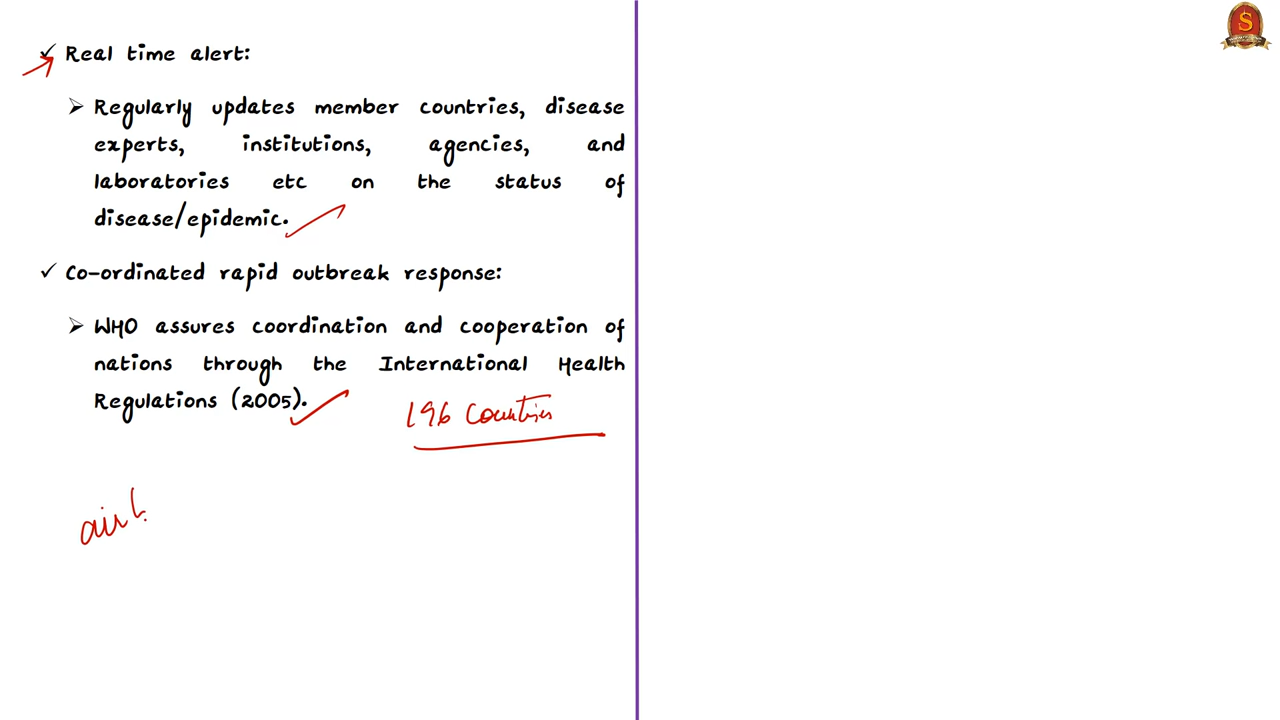 Real time alert:
Regularly updates member countries, disease
experts, institutions, agencies, and
laboratories etc on the status of
disease/epidemic.
Co-ordinated rapid outbreak response:
WHO assures coordination and cooperation of
nations through the International Health
Regulations (2005).
196 Countries